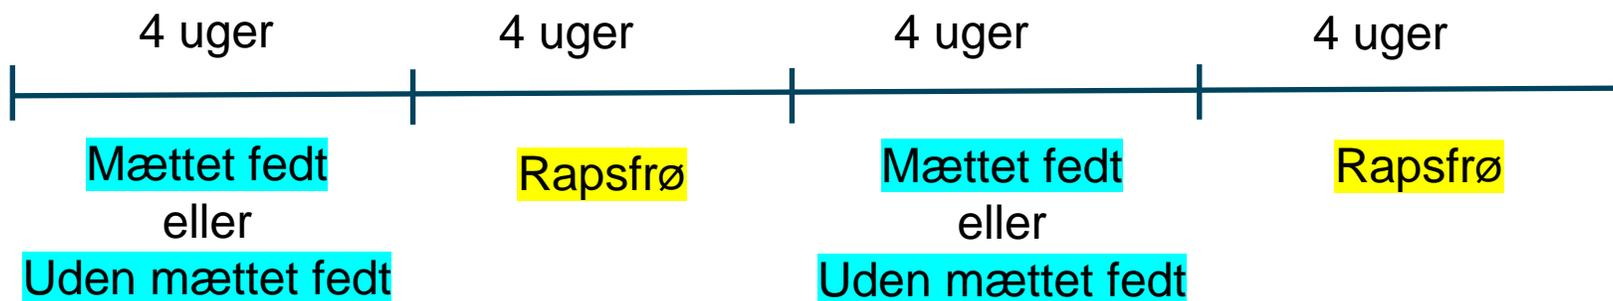 4 uger 4 uger 4 uger 4 uger
Mættet fedt Rapsfrø Mættet fedt Rapsfrø
eller eller
Uden mættet fedt Uden mættet fedt